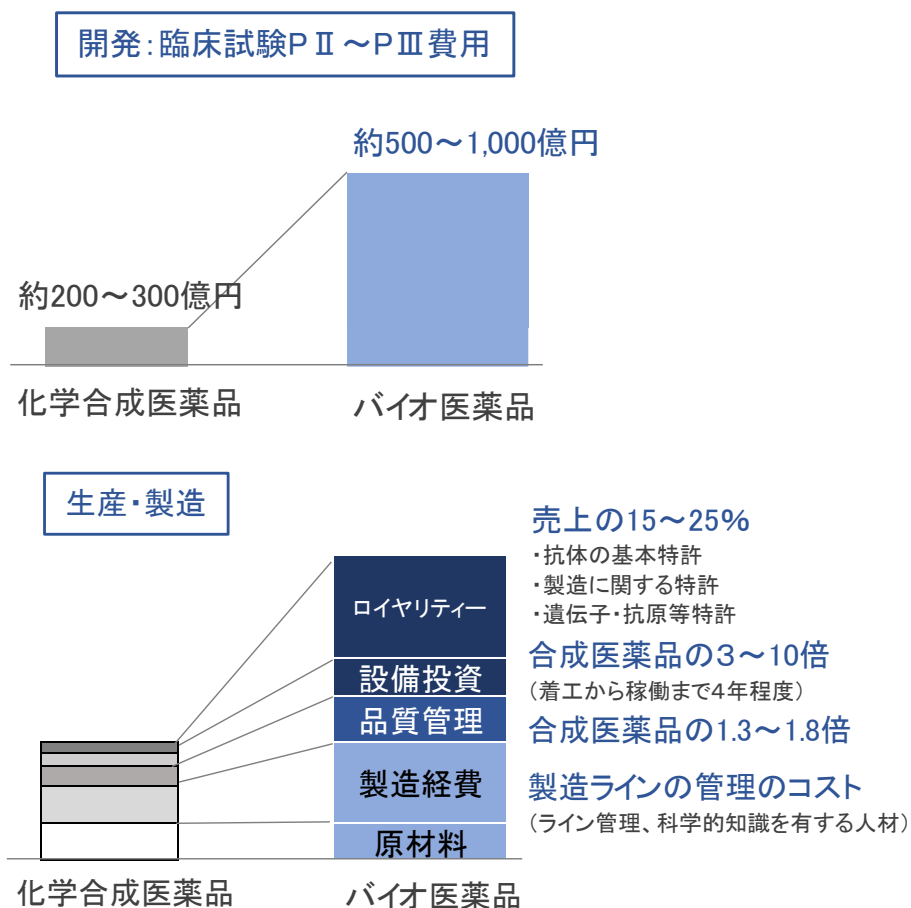 開発:臨床試験PⅡ~PⅢ費用
約500~1,000億円
約200~300億円
化学合成医薬品
バイオ医薬品
生産・製造
売上の15~25%
・抗体の基本特許
・製造に関する特許
・遺伝子・抗原等特許
ロイヤリティー
合成医薬品の3~10倍
(着工から稼働まで4年程度)
設備投資
品質管理
合成医薬品の1.3~1.8倍
製造経費
製造ラインの管理のコスト
(ライン管理、科学的知識を有する人材)
原材料
化学合成医薬品
バイオ医薬品